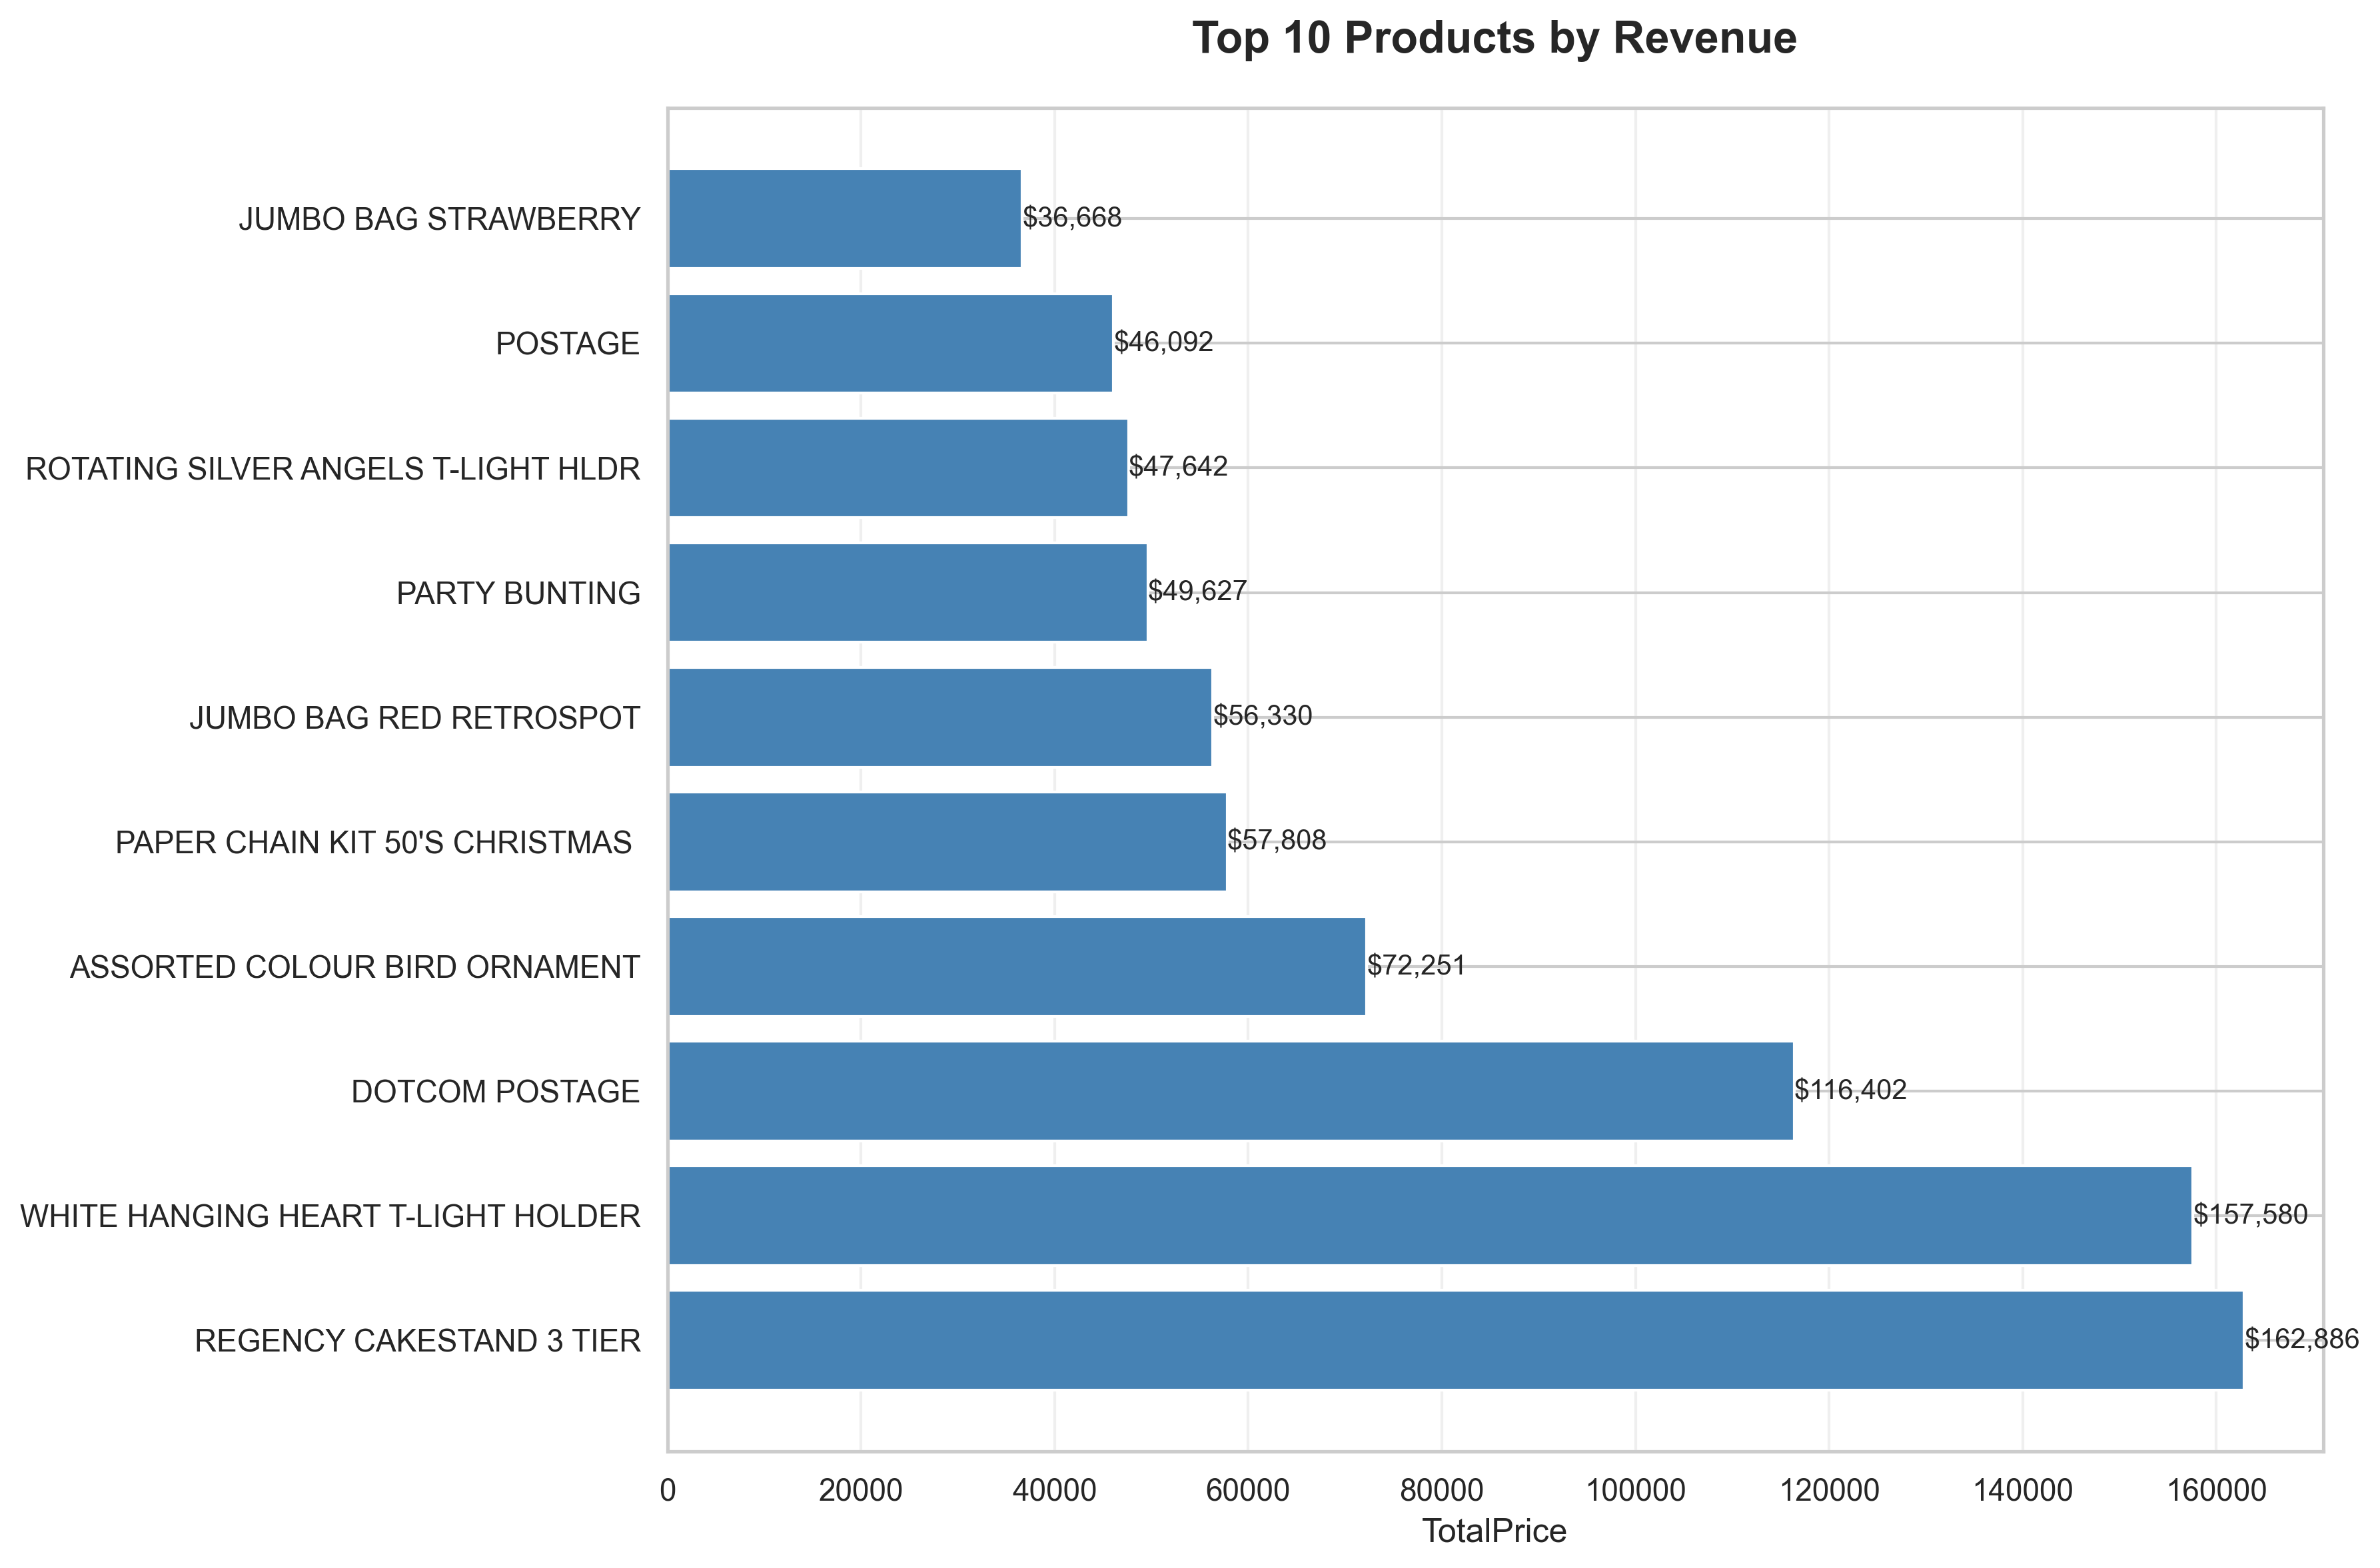 Top 10 Products by Revenue
JUMBO BAG STRAWBERRY $36,668
POSTAGE $46,092
ROTATING SILVER ANGELS T-LIGHT HLDR $47,642
PARTY BUNTING $49,627
JUMBO BAG RED RETROSPOT $56,330
PAPER CHAIN KIT 50'S CHRISTMAS $57,808
ASSORTED COLOUR BIRD ORNAMENT $72,251
DOTCOM POSTAGE $116,402
WHITE HANGING HEART T-LIGHT HOLDER $157,580
REGENCY CAKESTAND 3 TIER $162,886
0 20000 40000 60000 80000 100000 120000 140000 160000
TotalPrice